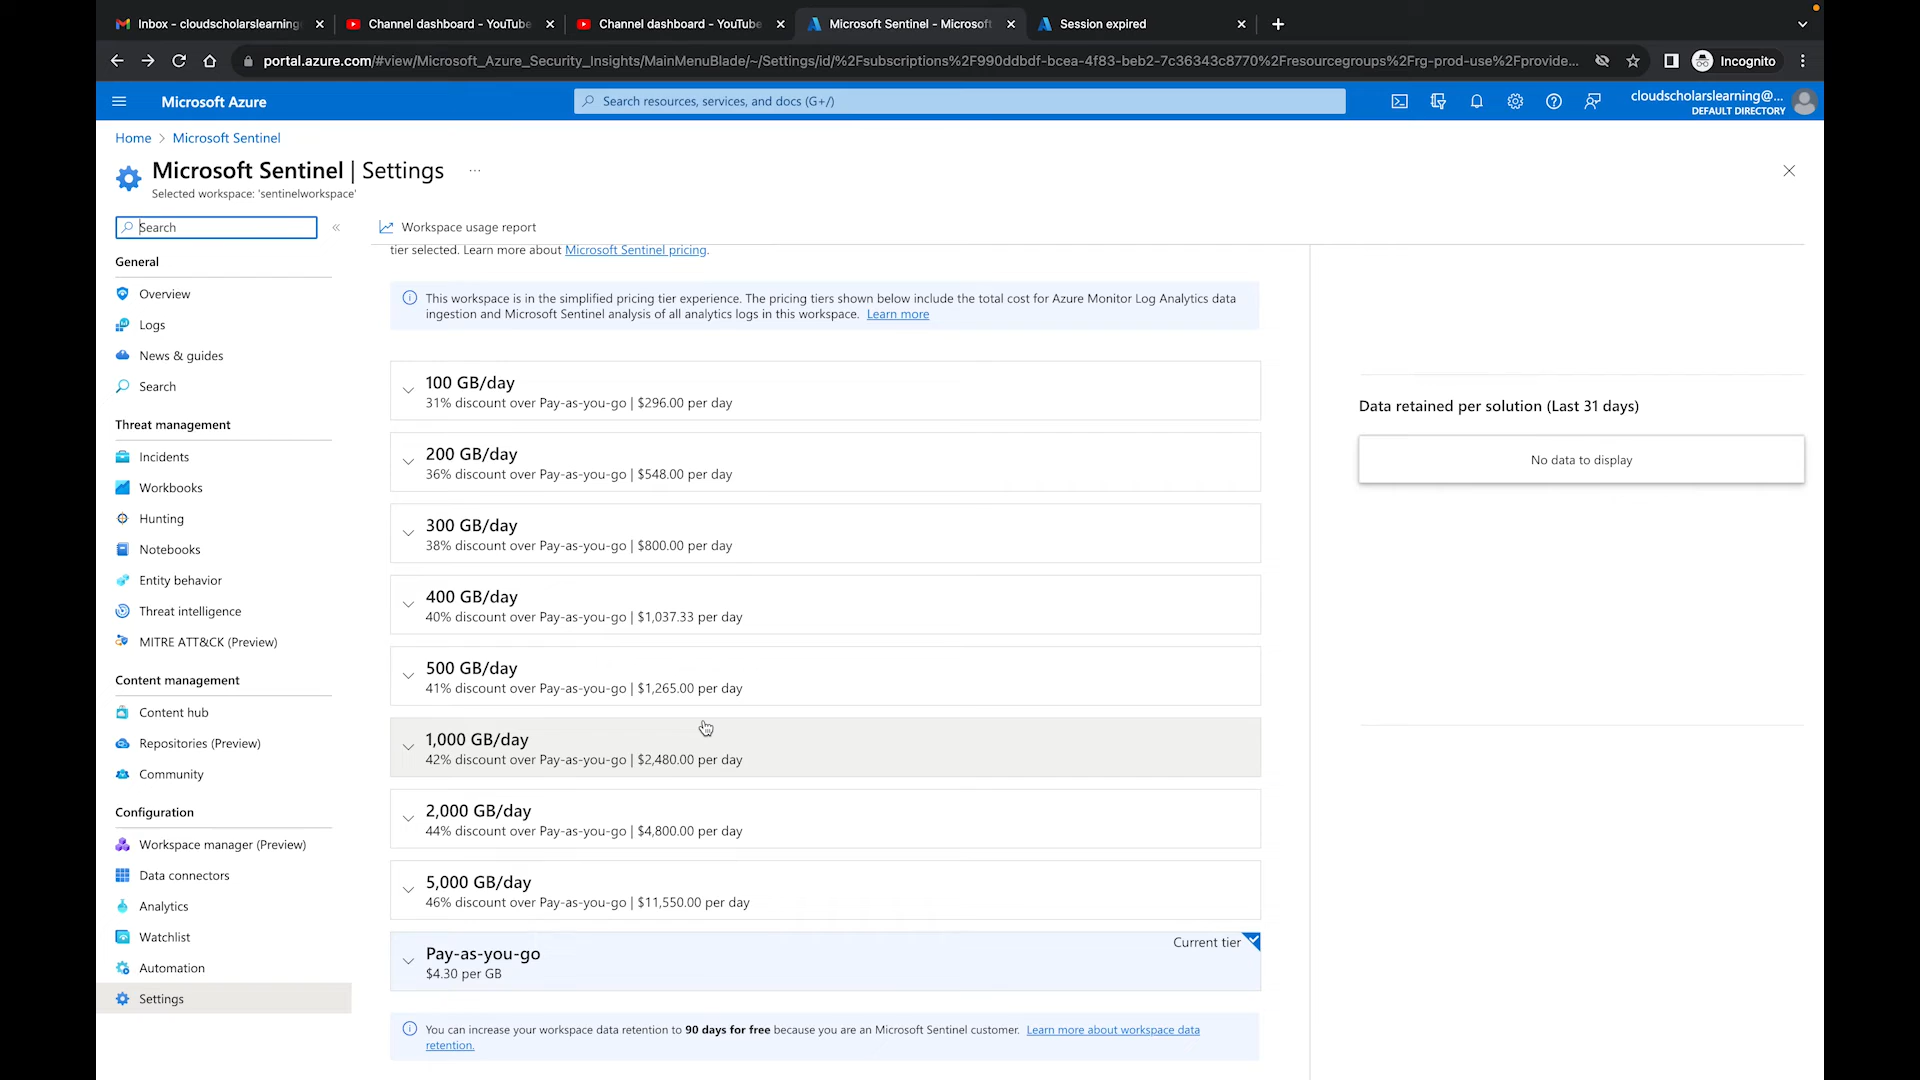 Inbox - cloudscholarslearning
Channel dashboard - YouTube
Channel dashboard - YouTube
Microsoft Sentinel - Microsoft
Session expired
portal.azure.com/#view/Microsoft_Azure_Security_Insights/MainMenuBlade/~/Settings/id/%2Fsubscriptions%2F990ddbdf-bcea-4f83-beb2-7c36343c8770%2Fresourcegroups%2Frg-prod-use%2Fprovide...
Incognito
Microsoft Azure
Search resources, services, and docs (G+/)
cloudscholarslearning@...
DEFAULT DIRECTORY
Home > Microsoft Sentinel
Microsoft Sentinel | Settings ...
Selected workspace: 'sentinelworkspace'
Search
General
Overview
Logs
News & guides
Search
Threat management
Incidents
Workbooks
Hunting
Notebooks
Entity behavior
Threat intelligence
MITRE ATT&CK (Preview)
Content management
Content hub
Repositories (Preview)
Community
Configuration
Workspace manager (Preview)
Data connectors
Analytics
Watchlist
Automation
Settings
Workspace usage report
tier selected. Learn more about Microsoft Sentinel pricing.
This workspace is in the simplified pricing tier experience. The pricing tiers shown below include the total cost for Azure Monitor Log Analytics data
ingestion and Microsoft Sentinel analysis of all analytics logs in this workspace. Learn more
100 GB/day
31% discount over Pay-as-you-go | $296.00 per day
200 GB/day
36% discount over Pay-as-you-go | $548.00 per day
300 GB/day
38% discount over Pay-as-you-go | $800.00 per day
400 GB/day
40% discount over Pay-as-you-go | $1,037.33 per day
500 GB/day
41% discount over Pay-as-you-go | $1,265.00 per day
1,000 GB/day
42% discount over Pay-as-you-go | $2,480.00 per day
2,000 GB/day
44% discount over Pay-as-you-go | $4,800.00 per day
5,000 GB/day
46% discount over Pay-as-you-go | $11,550.00 per day
Current tier
Pay-as-you-go
$4.30 per GB
You can increase your workspace data retention to 90 days for free because you are an Microsoft Sentinel customer. Learn more about workspace data
retention.
Data retained per solution (Last 31 days)
No data to display